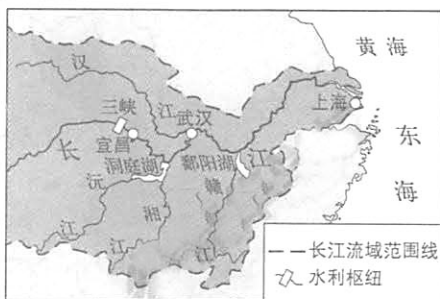 黄海
汉
三峡
江
武汉
上海
宜昌
长
洞庭湖
鄱阳湖
江
东
海
沅
湘
赣
江
江
江
长江流域范围线
水利枢纽